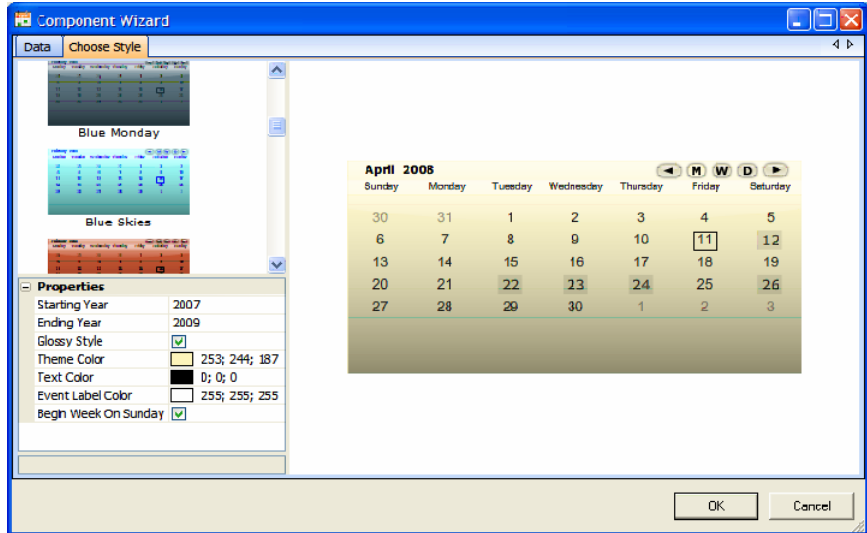 Component Wizard
Data Choose Style
Blue Monday
Blue Skies
Properties
Starting Year 2007
Ending Year 2009
Glossy Style
Theme Color 253; 244; 187
Text Color 0; 0; 0
Event Label Color 255; 255; 255
Begin Week On Sunday
April 2008 M W D
Sunday Monday Tuesday Wednesday Thursday Friday Saturday
30 31 1 2 3 4 5
6 7 8 9 10 11 12
13 14 15 16 17 18 19
20 21 22 23 24 25 26
27 28 29 30 1 2 3
OK Cancel